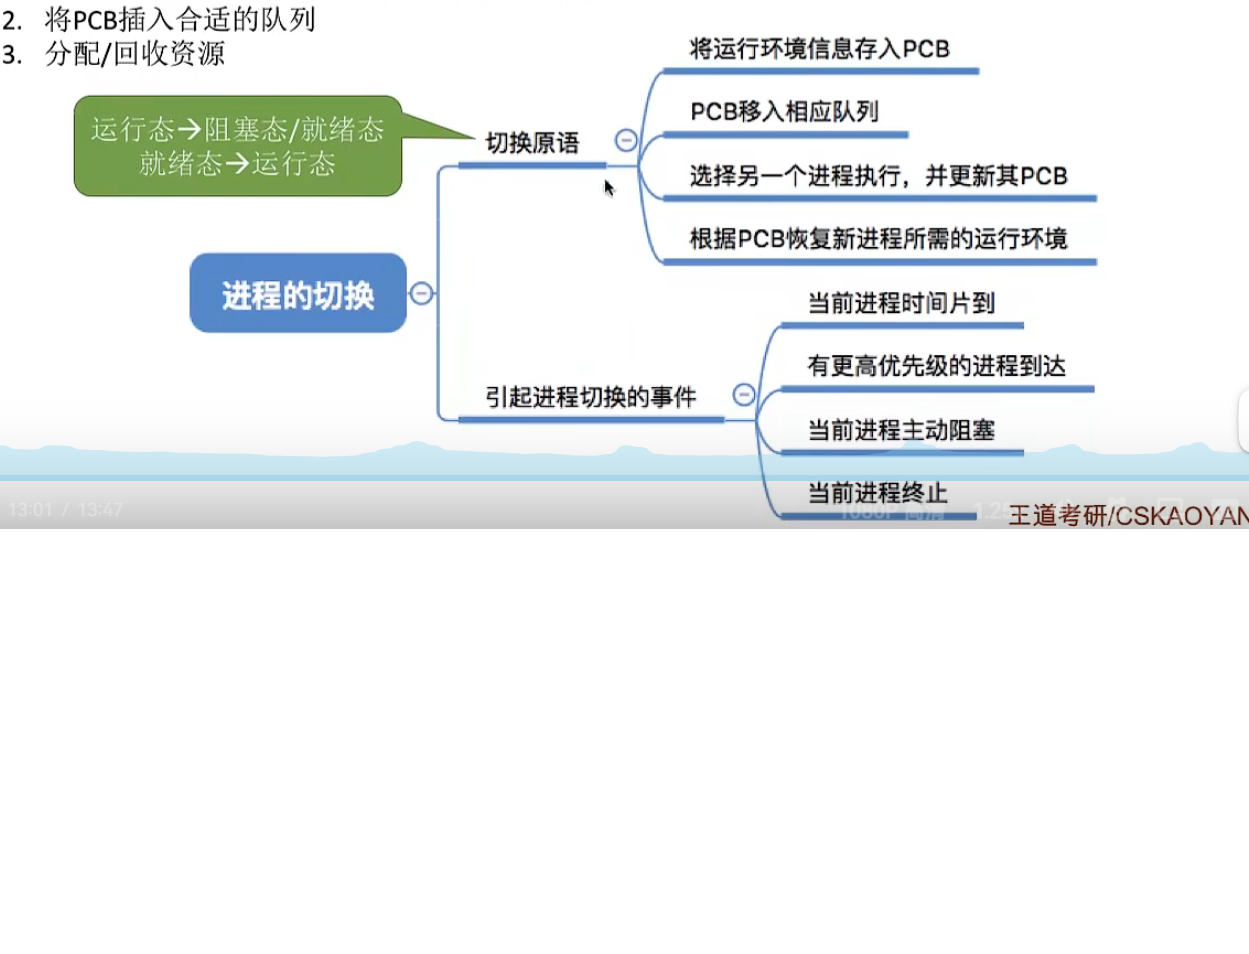 2. 将PCB插入合适的队列
3. 分配/回收资源
运行态→阻塞态/就绪态
就绪态→运行态
进程的切换
切换原语
将运行环境信息存入PCB
PCB移入相应队列
选择另一个进程执行，并更新其PCB
根据PCB恢复新进程所需的运行环境
引起进程切换的事件
当前进程时间片到
有更高优先级的进程到达
当前进程主动阻塞
当前进程终止
13:01 / 13:47
1080P 高清
王道考研/CSKAOYAN